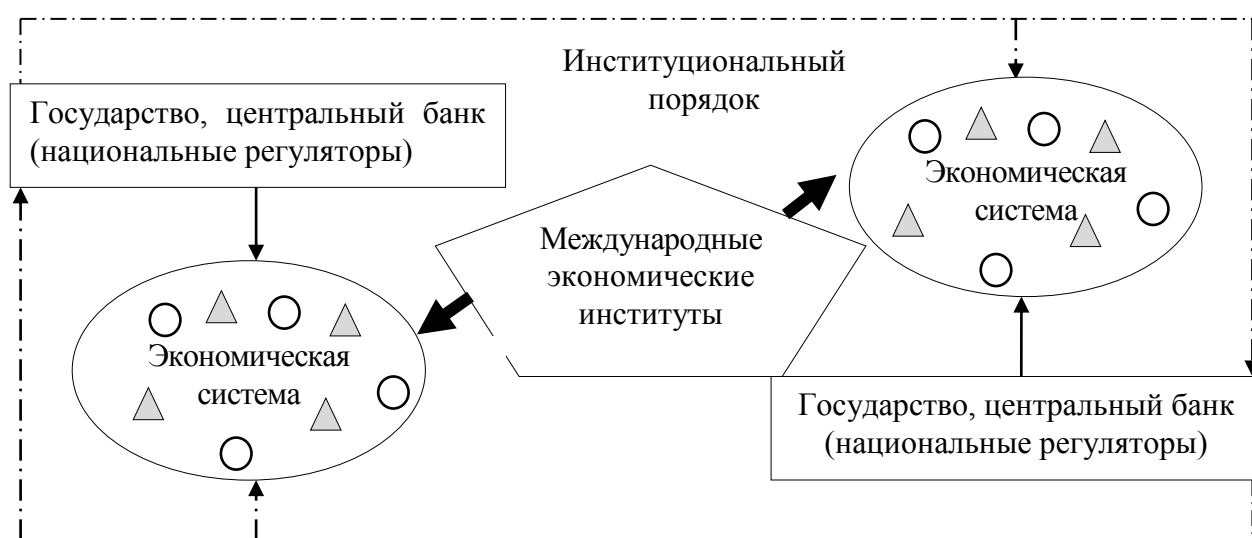 Институциональный
порядок
Государство, центральный банк
(национальные регуляторы)
Экономическая
система
Международные
экономические
институты
Экономическая
система
Государство, центральный банк
(национальные регуляторы)